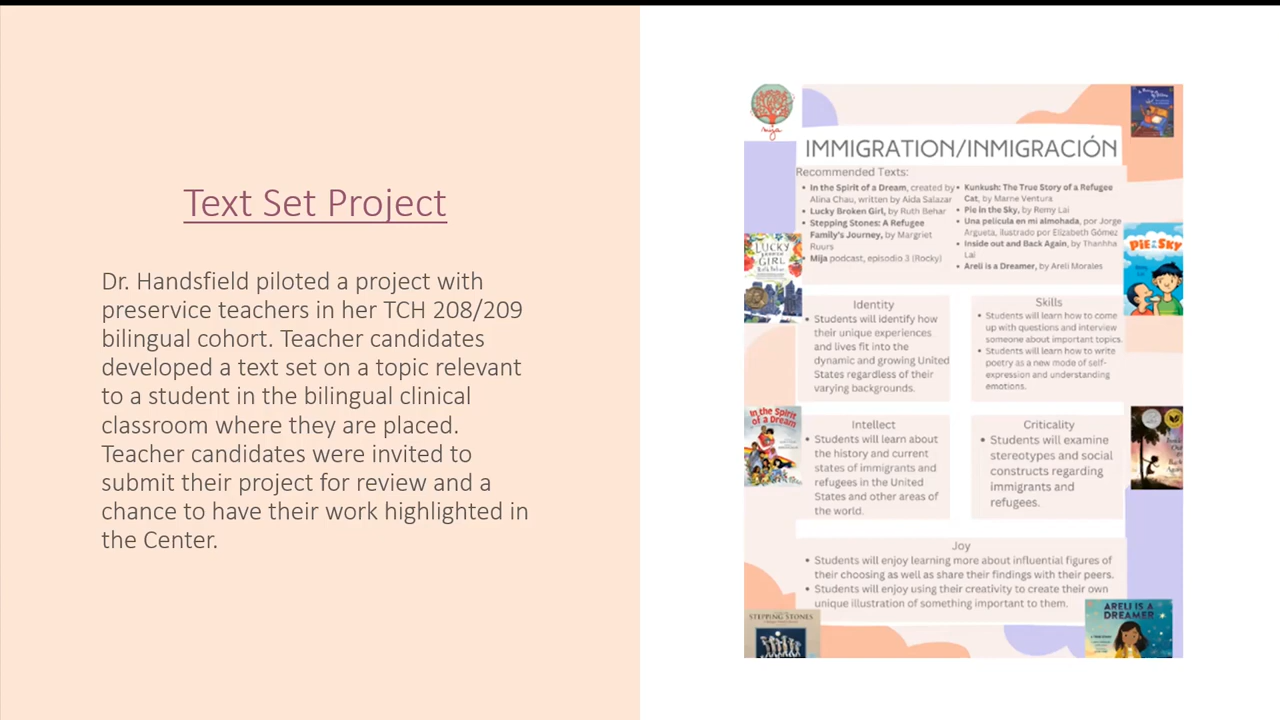 Text Set Project
Dr. Handsfield piloted a project with
preservice teachers in her TCH 208/209
bilingual cohort. Teacher candidates
developed a text set on a topic relevant
to a student in the bilingual clinical
classroom where they are placed.
Teacher candidates were invited to
submit their project for review and a
chance to have their work highlighted in
the Center.
mija
IMMIGRATION/INMIGRACIÓN
Recommended Texts:
• In the Spirit of a Dream, created by
Alina Chau, written by Aida Salazar
• Lucky Broken Girl, by Ruth Behar
• Stepping Stones: A Refugee
Family's Journey, by Margriet
Ruurs
• Mija podcast, episodio 3 (Rocky)
• Kunkush: The True Story of a Refugee
Cat, by Marne Ventura
• Pie in the Sky, by Remy Lai
• Una película en mi almohada, por Jorge
Argueta, ilustrado por Elizabeth Gómez
• Inside out and Back Again, by Thanhha
Lai
• Areli is a Dreamer, by Areli Morales
LUCKY
BROKEN
GIRL
PIE in the SKY
Identity
• Students will identify how
their unique experiences
and lives fit into the
dynamic and growing United
States regardless of their
varying backgrounds.
Skills
• Students will learn how to come
up with questions and interview
someone about important topics.
• Students will learn how to write
poetry as a new mode of self-
expression and understanding
emotions.
In the Spirit
of a Dream
Intellect
• Students will learn about
the history and current
states of immigrants and
refugees in the United
States and other areas of
the world.
Criticality
• Students will examine
stereotypes and social
constructs regarding
immigrants and
refugees.
Joy
• Students will enjoy learning more about influential figures of
their choosing as well as share their findings with their peers.
• Students will enjoy using their creativity to create their own
unique illustration of something important to them.
STEPPING STONES
ARELI IS A
DREAMER